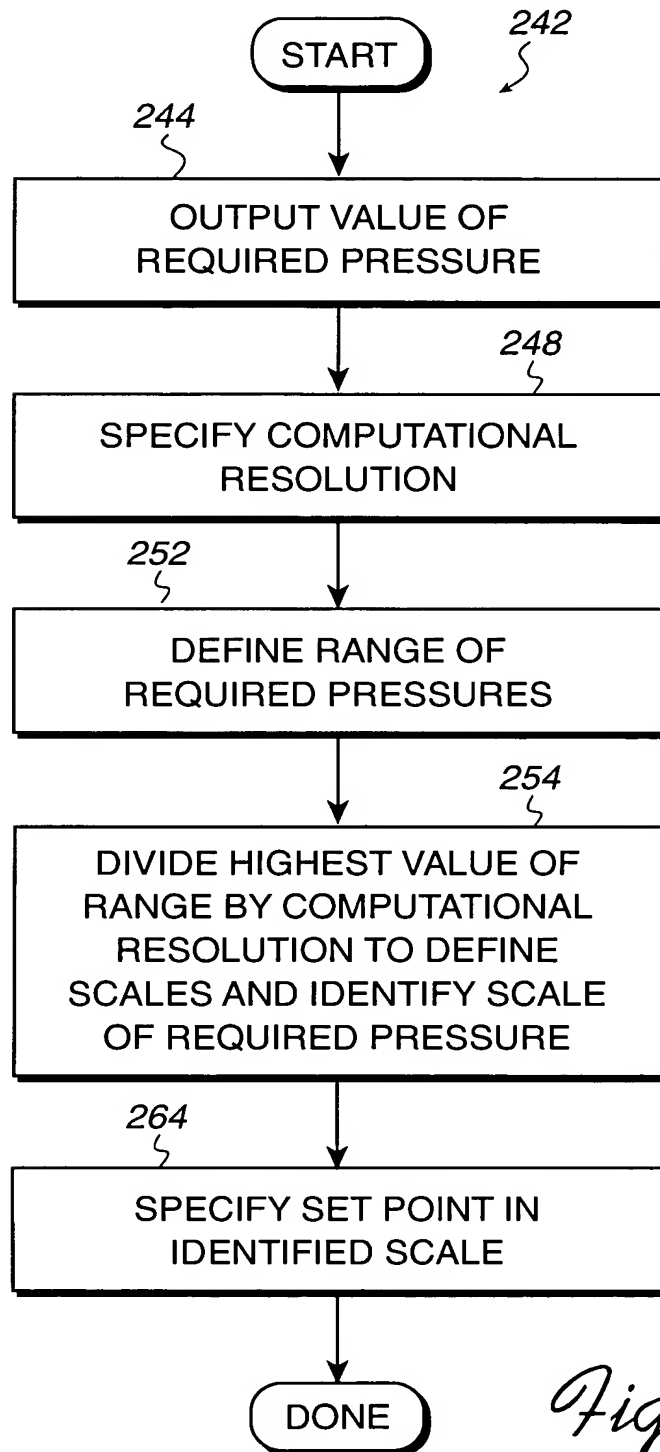 START
242
244
OUTPUT VALUE OF
REQUIRED PRESSURE
248
SPECIFY COMPUTATIONAL
RESOLUTION
252
DEFINE RANGE OF
REQUIRED PRESSURES
254
DIVIDE HIGHEST VALUE OF
RANGE BY COMPUTATIONAL
RESOLUTION TO DEFINE
SCALES AND IDENTIFY SCALE
OF REQUIRED PRESSURE
264
SPECIFY SET POINT IN
IDENTIFIED SCALE
DONE
Fig